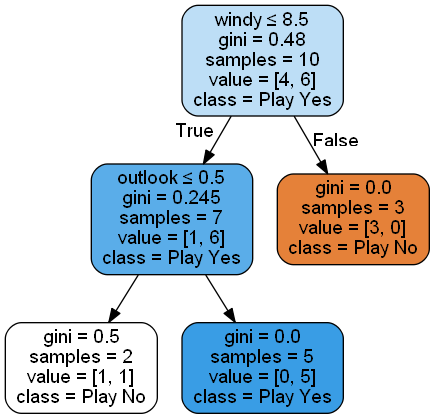 windy ≤ 8.5
gini = 0.48
samples = 10
value = [4, 6]
class = Play Yes
True
False
outlook ≤ 0.5
gini = 0.245
samples = 7
value = [1, 6]
class = Play Yes
gini = 0.0
samples = 3
value = [3, 0]
class = Play No
gini = 0.5
samples = 2
value = [1, 1]
class = Play No
gini = 0.0
samples = 5
value = [0, 5]
class = Play Yes